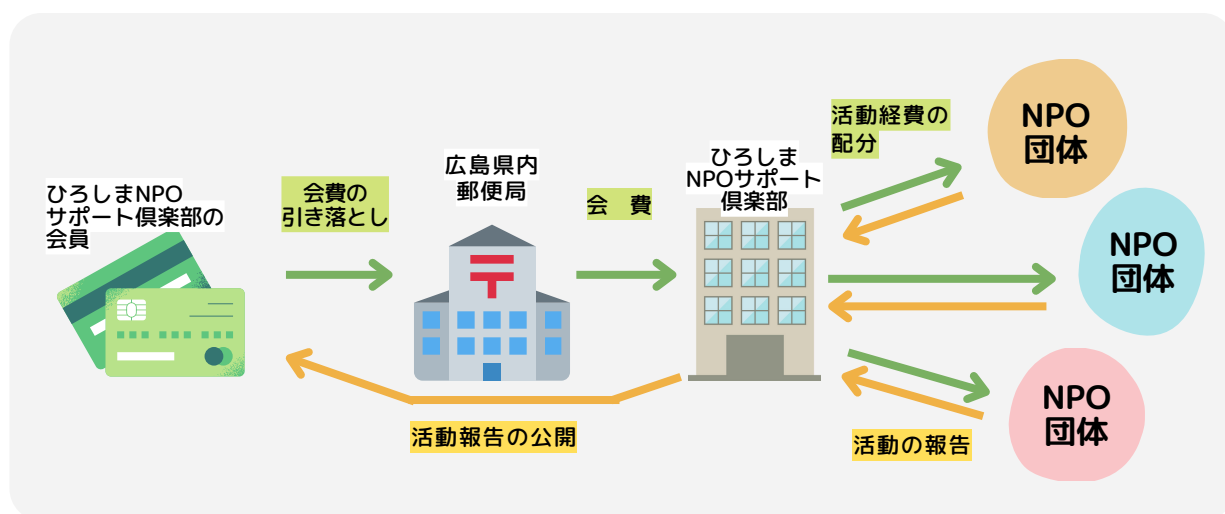 ひろしまNPO
サポート倶楽部の
会員
会費の
引き落とし
広島県内
郵便局
会　費
ひろしま
NPOサポート
倶楽部
活動経費の
配分
NPO
団体
NPO
団体
NPO
団体
活動報告の公開
活動の報告